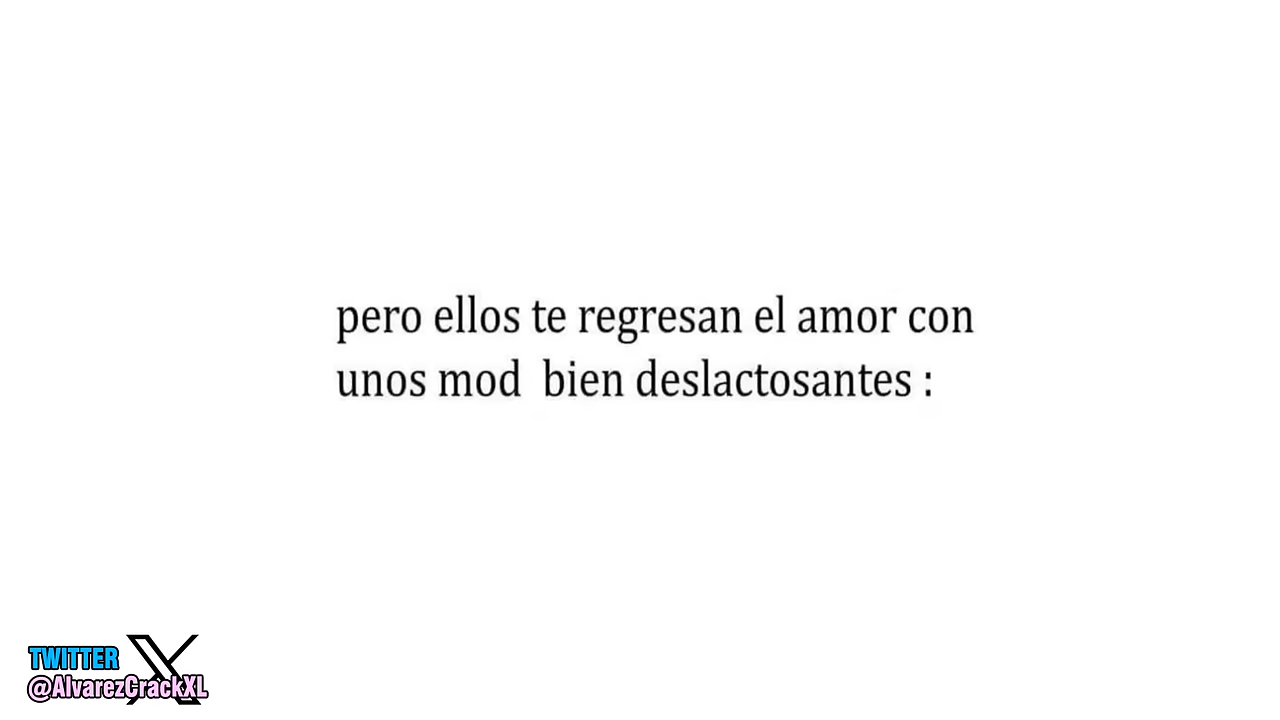 pero ellos te regresan el amor con
unos mod bien deslactosantes :
TWITTER X
@AlvarezCrackXL